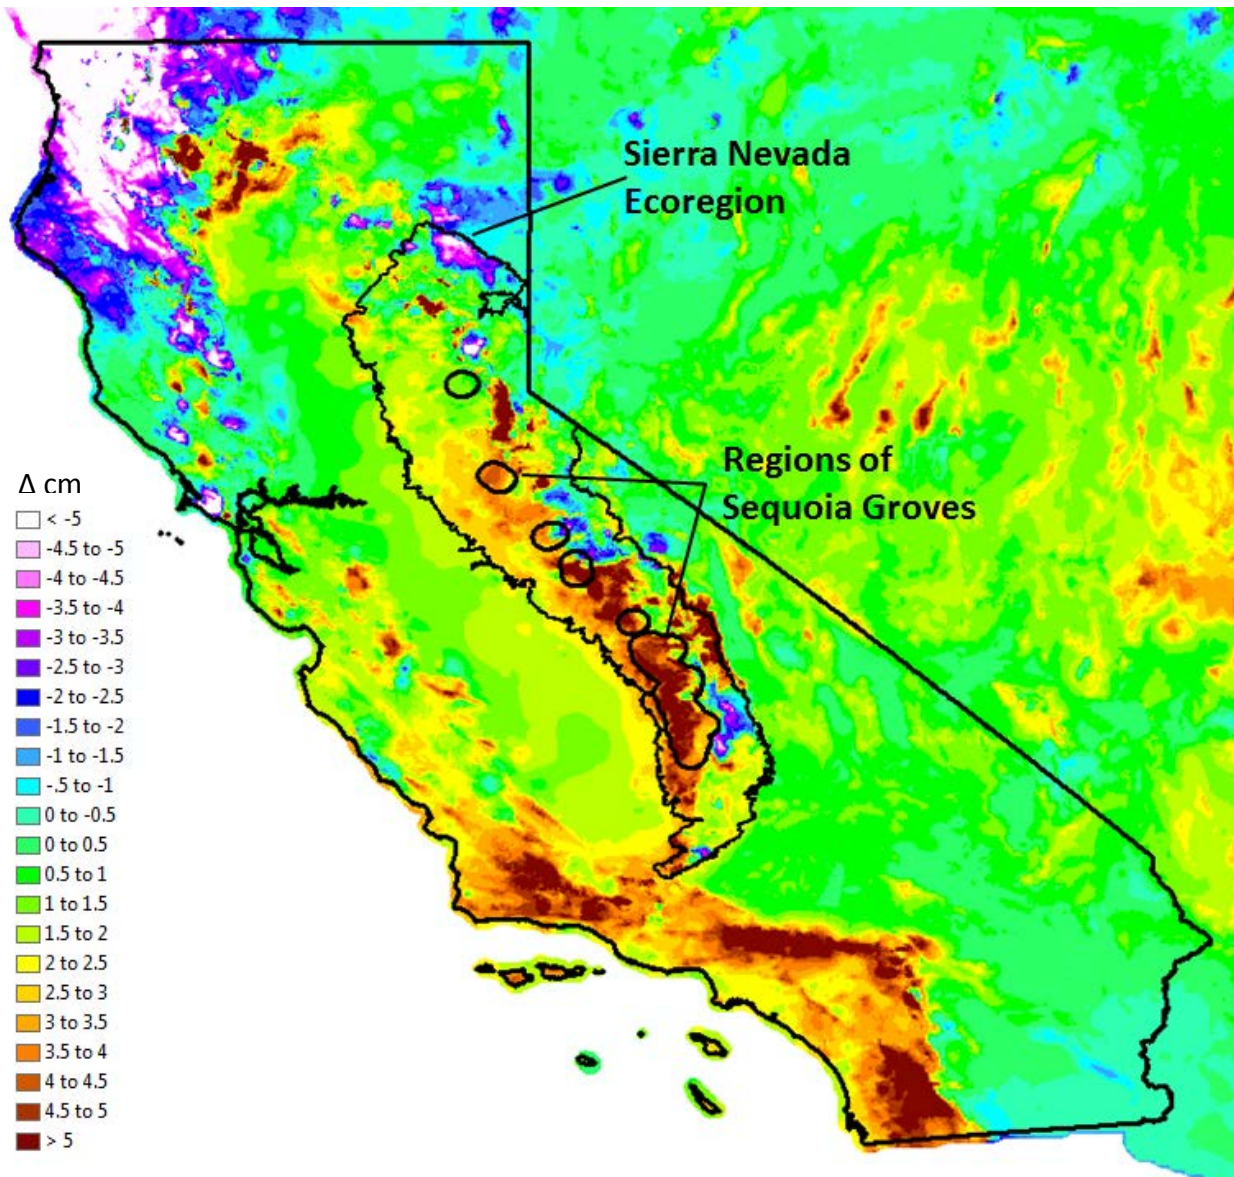 Sierra Nevada
Ecoregion
Regions of
Sequoia Groves
Δ cm
< -5
-4.5 to -5
-4 to -4.5
-3.5 to -4
-3 to -3.5
-2.5 to -3
-2 to -2.5
-1.5 to -2
-1 to -1.5
-.5 to -1
0 to -0.5
0 to 0.5
0.5 to 1
1 to 1.5
1.5 to 2
2 to 2.5
2.5 to 3
3 to 3.5
3.5 to 4
4 to 4.5
4.5 to 5
> 5